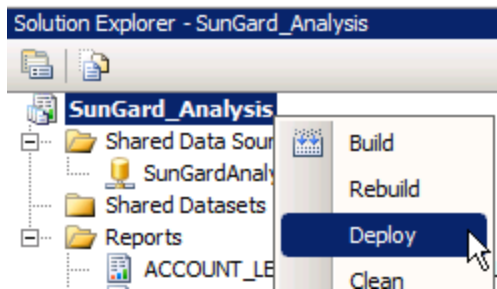 Solution Explorer - SunGard_Analysis
SunGard_Analysis
Shared Data Sour
SunGardAnaly
Shared Datasets
Reports
ACCOUNT_LE
Build
Rebuild
Deploy
Clean